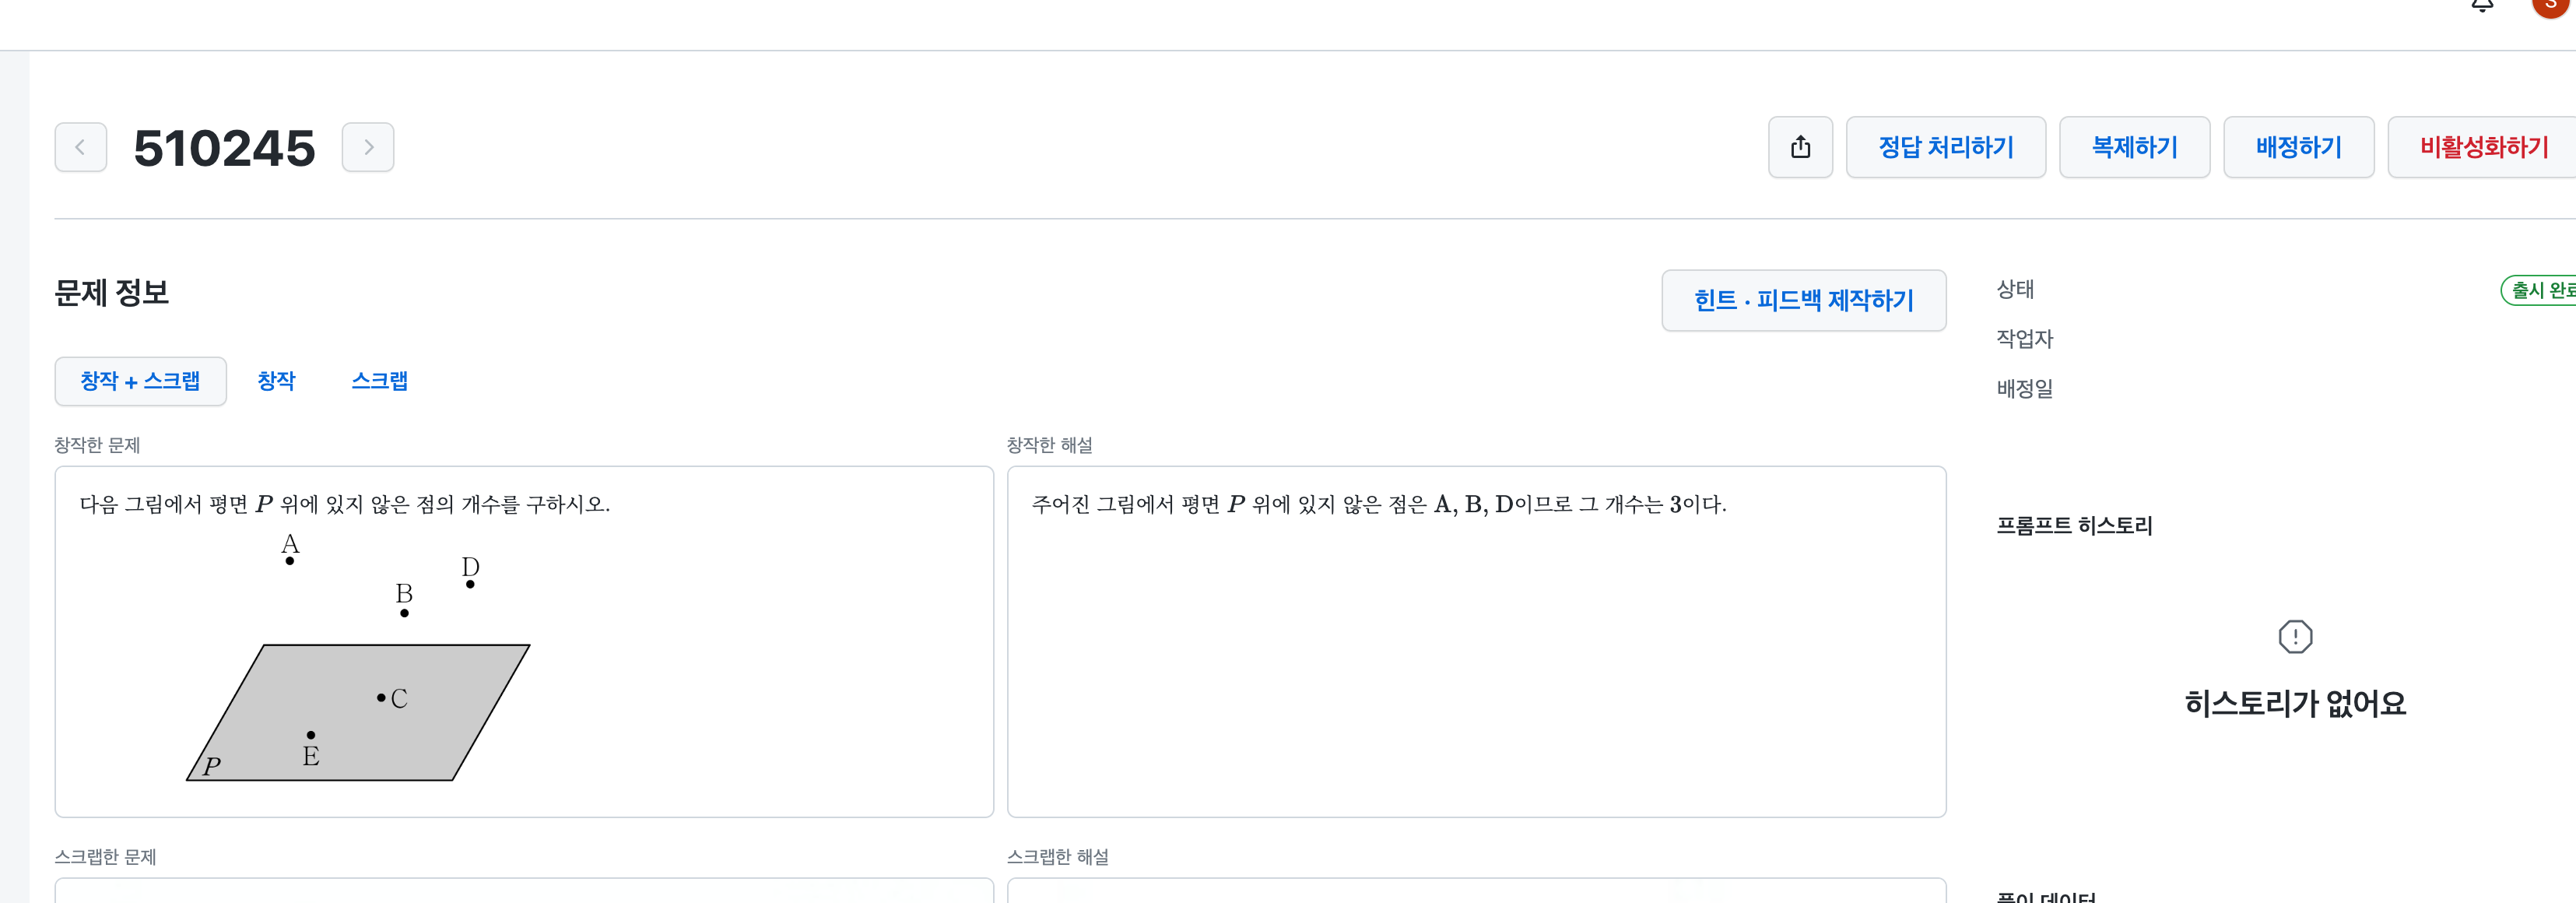 S
510245
정답 처리하기
복제하기
배정하기
비활성화하기
문제 정보
힌트 · 피드백 제작하기
상태
출시 완료
작업자
배정일
창작 + 스크랩
창작
스크랩
창작한 문제
창작한 해설
다음 그림에서 평면 P 위에 있지 않은 점의 개수를 구하시오.
A
D
B
C
E
P
주어진 그림에서 평면 P 위에 있지 않은 점은 A, B, D이므로 그 개수는 3이다.
프롬프트 히스토리
히스토리가 없어요
스크랩한 문제
스크랩한 해설
풀이 데이터